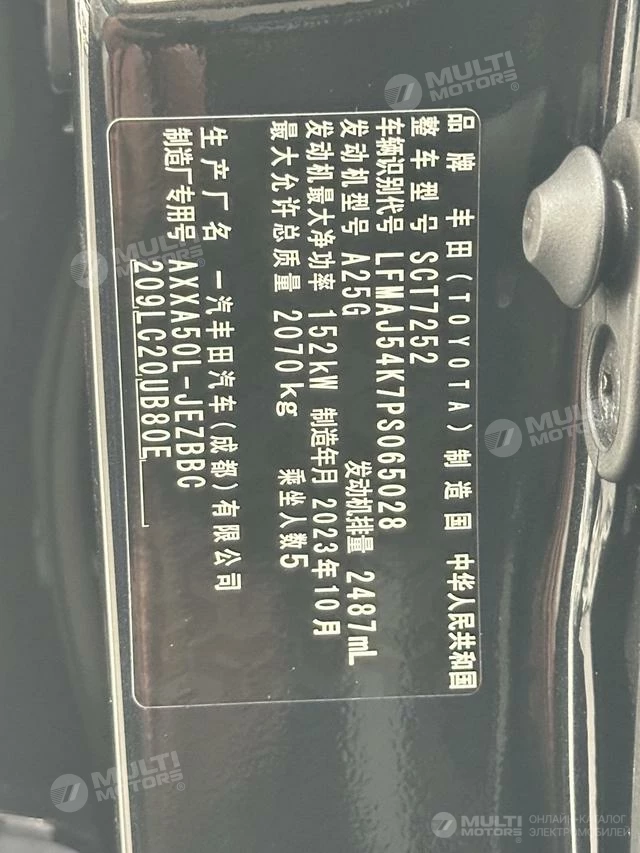 品牌 丰田(TOYOTA) 制造国 中华人民共和国
整车型号 SCT7252
车辆识别代号 LFMAJ54K7PS065028
发动机型号 A25G 发动机排量 2487mL
发动机最大净功率 152kW 制造年月 2023年10月
最大允许总质量 2070kg 乘坐人数5
生产厂名 一汽丰田汽车(成都)有限公司
制造厂专用号 AXXA50L-JEZBBC
209LC20UB80E
MULTI MOTORS®
MULTI MOTORS®
MULTI MOTORS®
MULTI MOTORS®
MULTI MOTORS®
ОНЛАЙН-КАТАЛОГ
ЭЛЕКТРОМОБИЛЕЙ